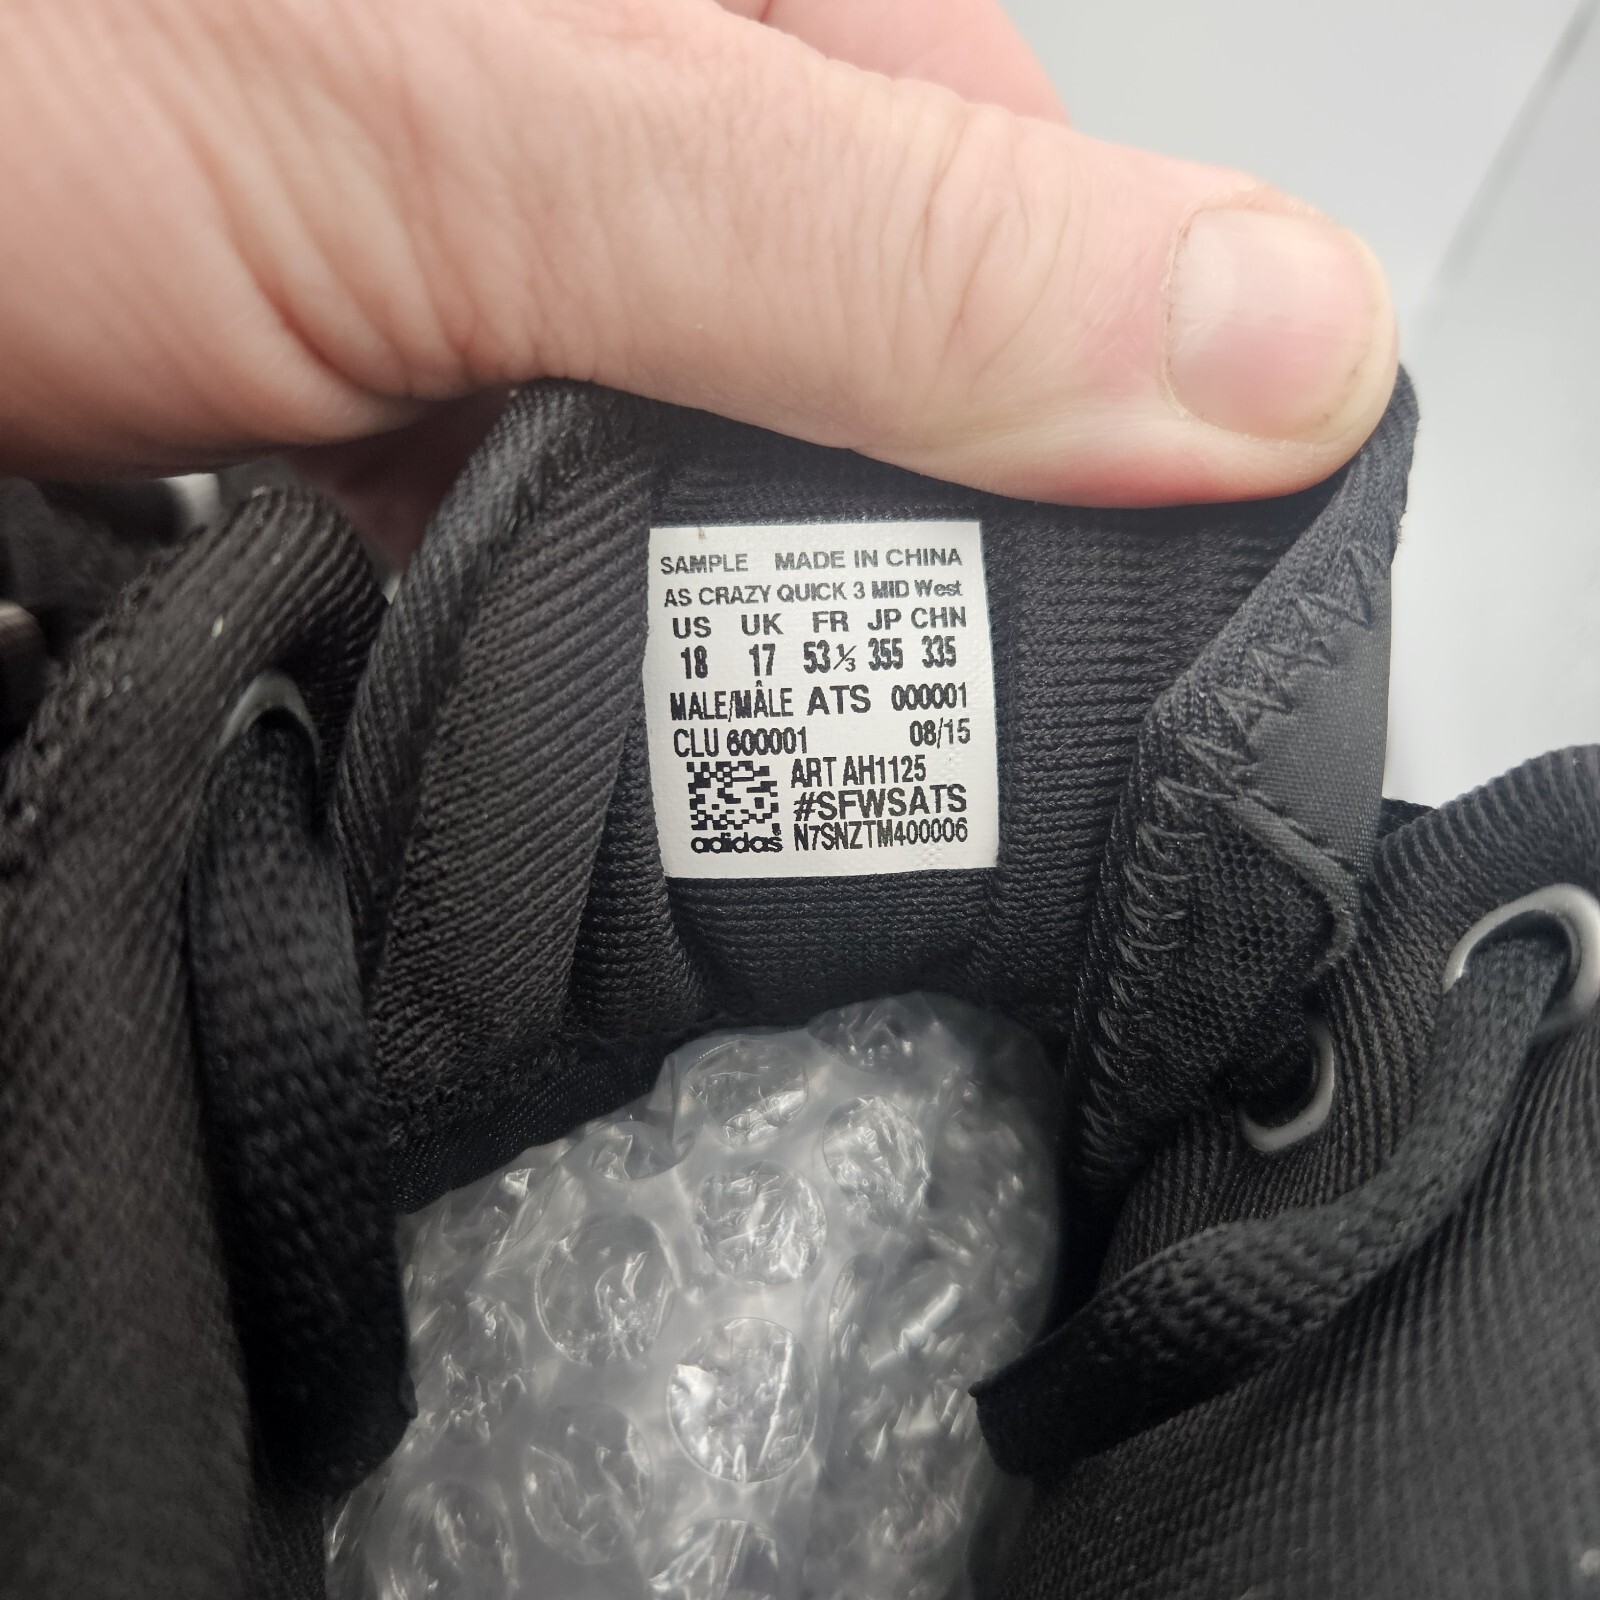 SAMPLE MADE IN CHINA
AS CRAZY QUICK 3 MID West
US UK FR JP CHN
18 17 53⅓ 355 335
MALE/MÂLE ATS 000001
CLU 600001 08/15
ART AH1125
#SFWSATS
adidas N7SNZTM400006